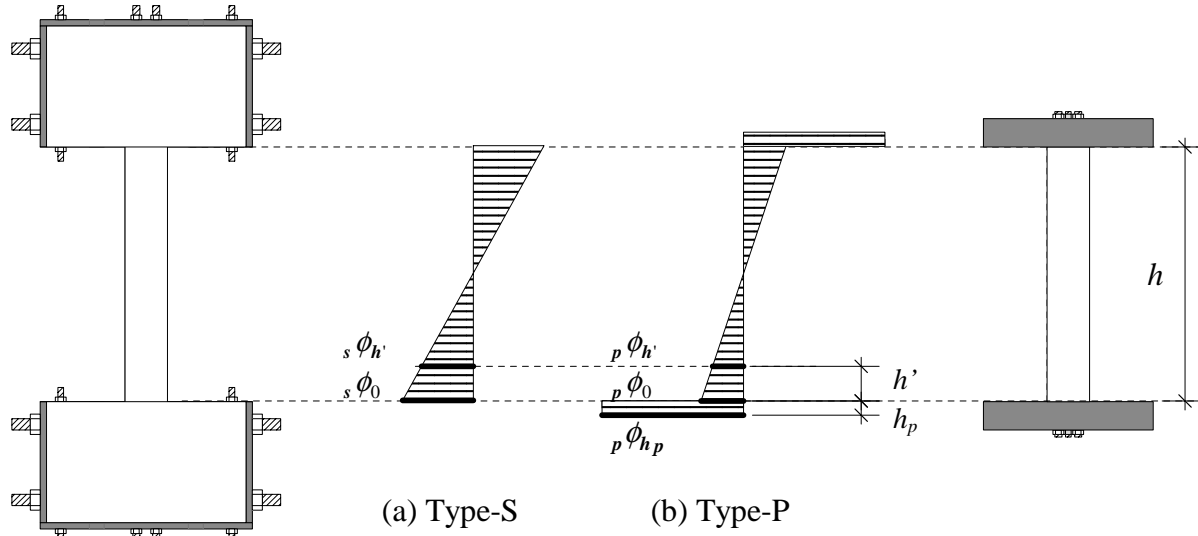 h
sϕh' pϕh'
h'
sϕ0 pϕ0
hp
pϕhp
(a) Type-S (b) Type-P